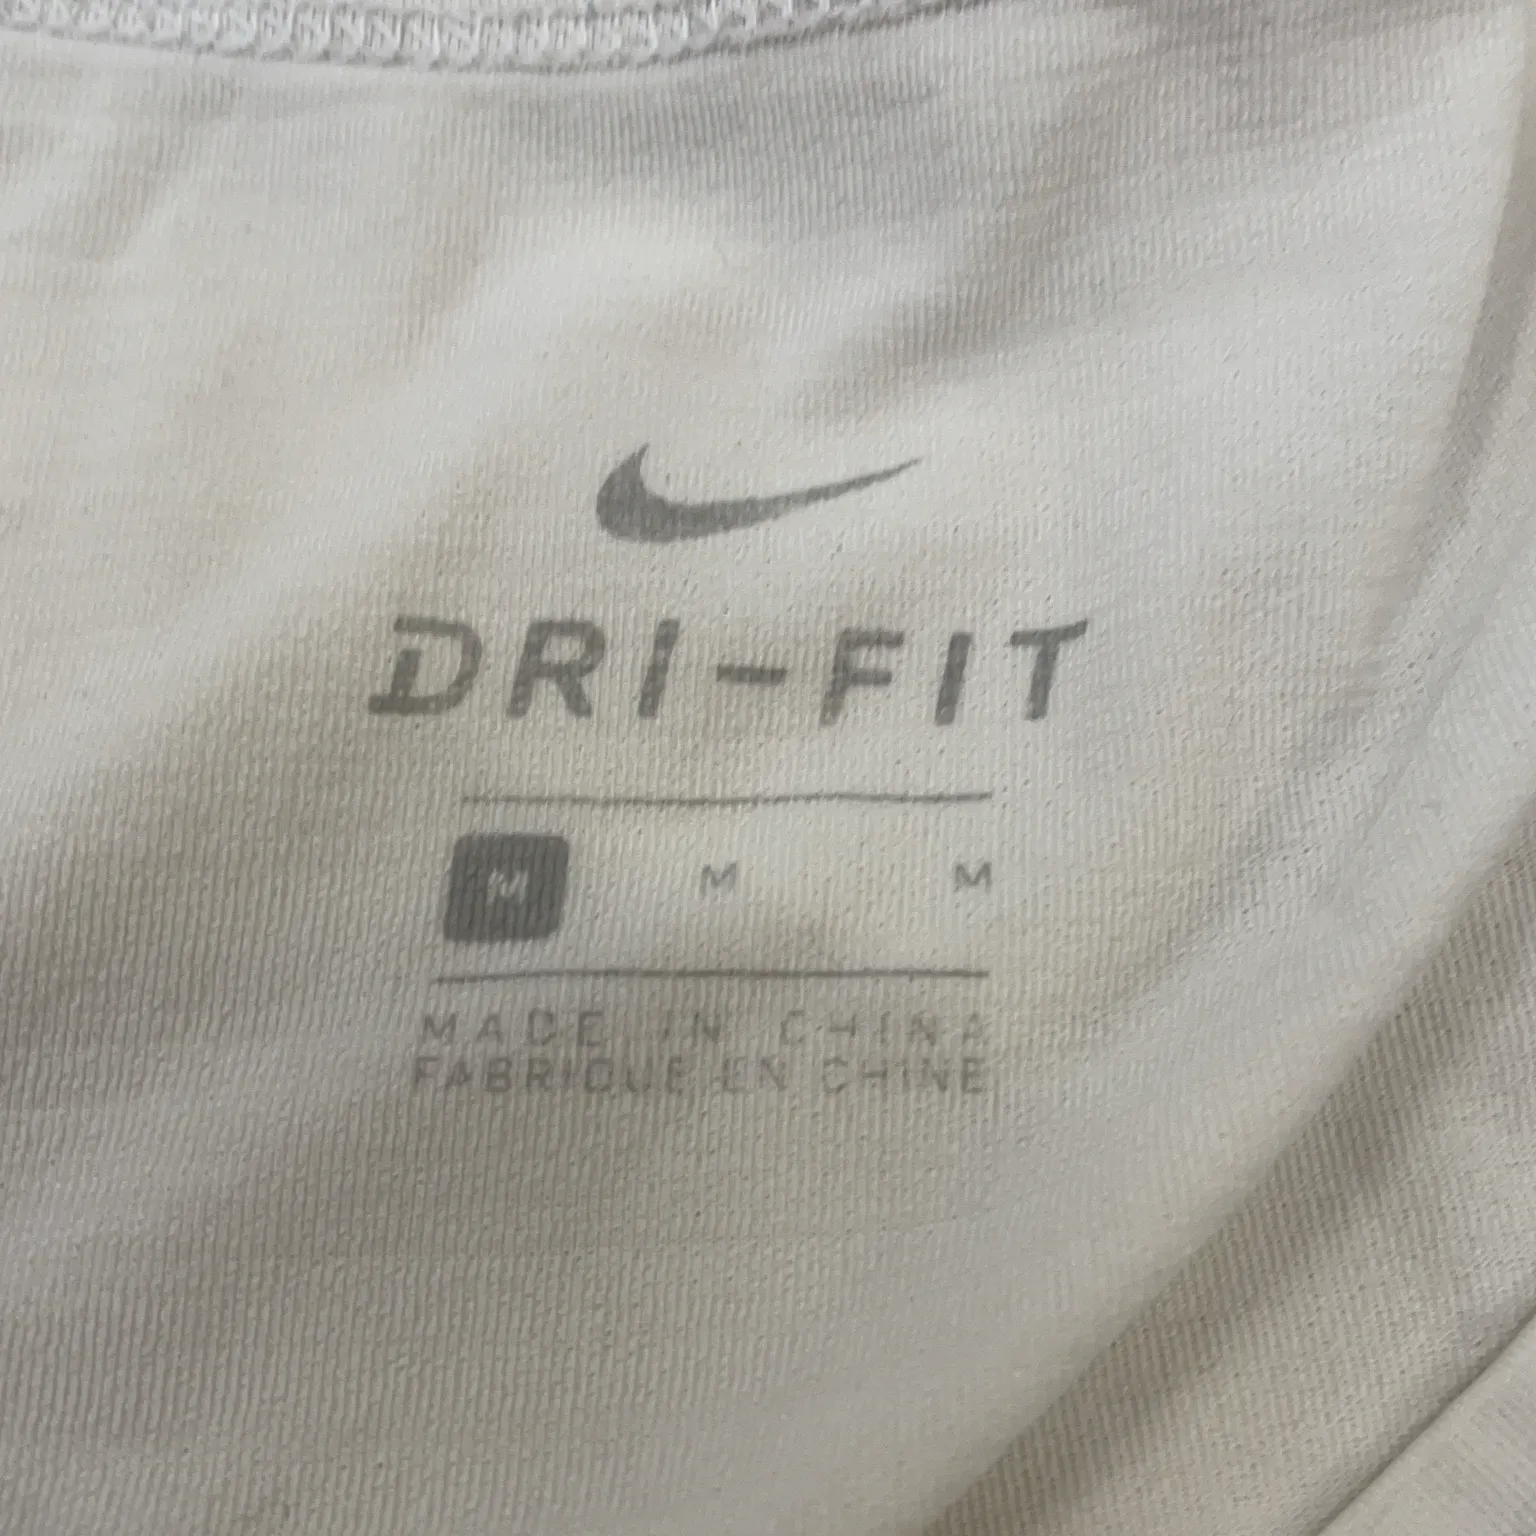 DRI-FIT
M M M
MADE IN CHINA
FABRIQUE EN CHINE